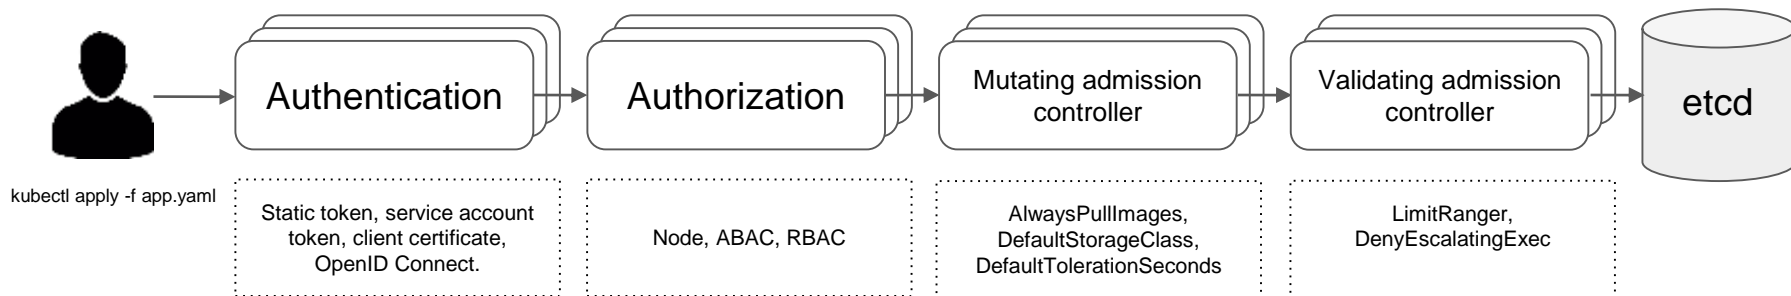 Authentication
Authorization
Mutating admission
controller
Validating admission
controller
etcd
kubectl apply -f app.yaml
Static token, service account
token, client certificate,
OpenID Connect.
Node, ABAC, RBAC
AlwaysPullImages,
DefaultStorageClass,
DefaultTolerationSeconds
LimitRanger,
DenyEscalatingExec